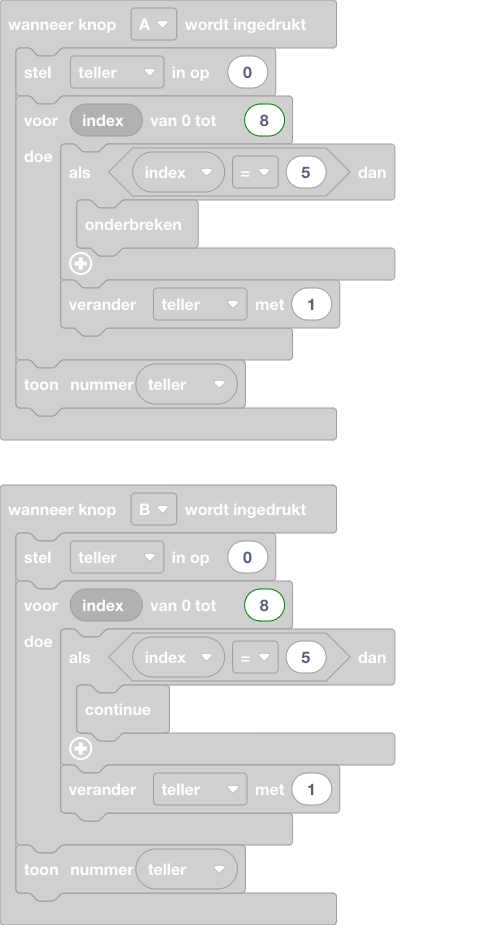 wanneer knop A wordt ingedrukt
stel teller in op 0
voor index van 0 tot 8
doe
als index = 5 dan
onderbreken
verander teller met 1
toon nummer teller
wanneer knop B wordt ingedrukt
stel teller in op 0
voor index van 0 tot 8
doe
als index = 5 dan
continue
verander teller met 1
toon nummer teller